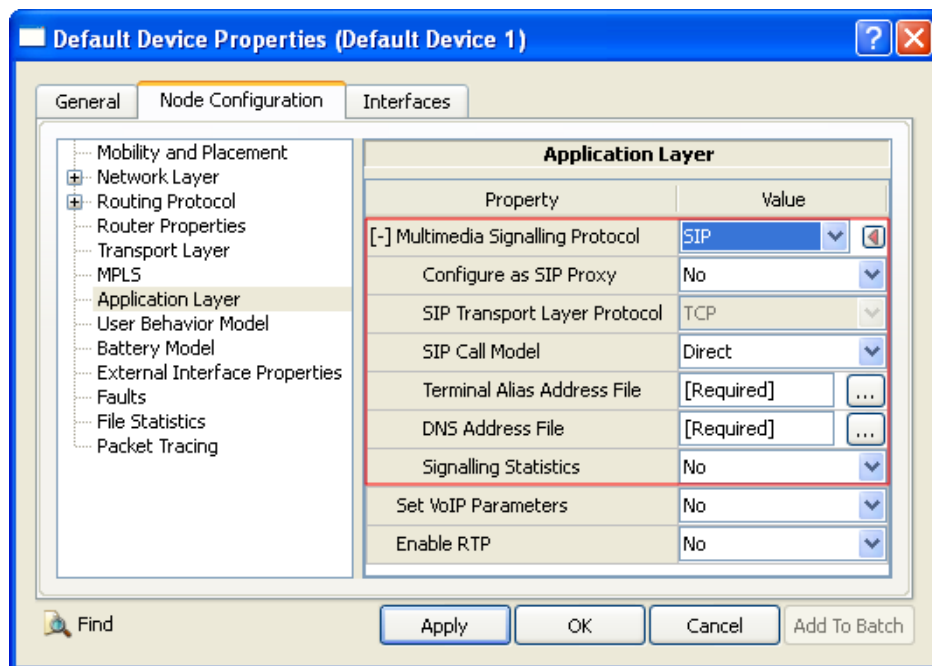 Default Device Properties (Default Device 1)
General Node Configuration Interfaces
Mobility and Placement
Network Layer
Routing Protocol
Router Properties
Transport Layer
MPLS
Application Layer
User Behavior Model
Battery Model
External Interface Properties
Faults
File Statistics
Packet Tracing
Application Layer
Property Value
[-] Multimedia Signalling Protocol SIP
Configure as SIP Proxy No
SIP Transport Layer Protocol TCP
SIP Call Model Direct
Terminal Alias Address File [Required] ...
DNS Address File [Required] ...
Signalling Statistics No
Set VoIP Parameters No
Enable RTP No
Find Apply OK Cancel Add To Batch